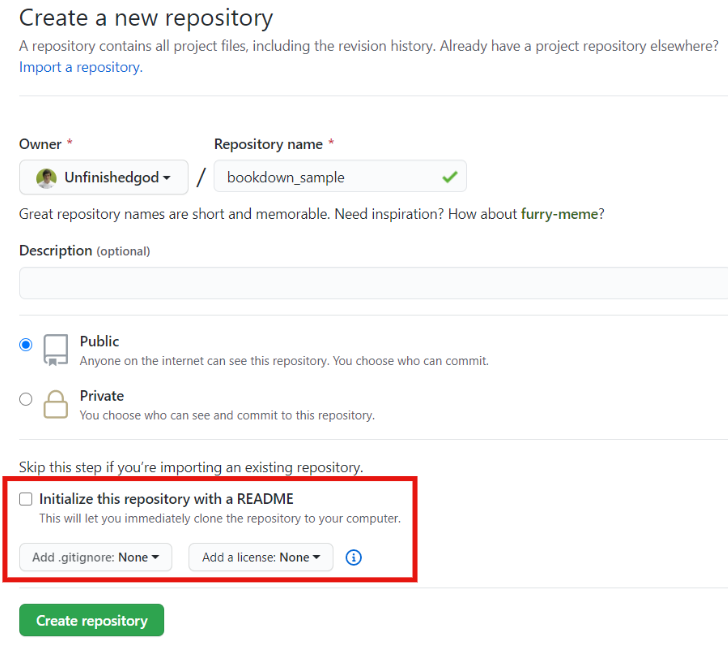 Create a new repository
A repository contains all project files, including the revision history. Already have a project repository elsewhere?
Import a repository.
Owner * Repository name *
Unfinishedgod / bookdown_sample
Great repository names are short and memorable. Need inspiration? How about furry-meme?
Description (optional)
Public
Anyone on the internet can see this repository. You choose who can commit.
Private
You choose who can see and commit to this repository.
Skip this step if you're importing an existing repository.
Initialize this repository with a README
This will let you immediately clone the repository to your computer.
Add .gitignore: None Add a license: None
Create repository